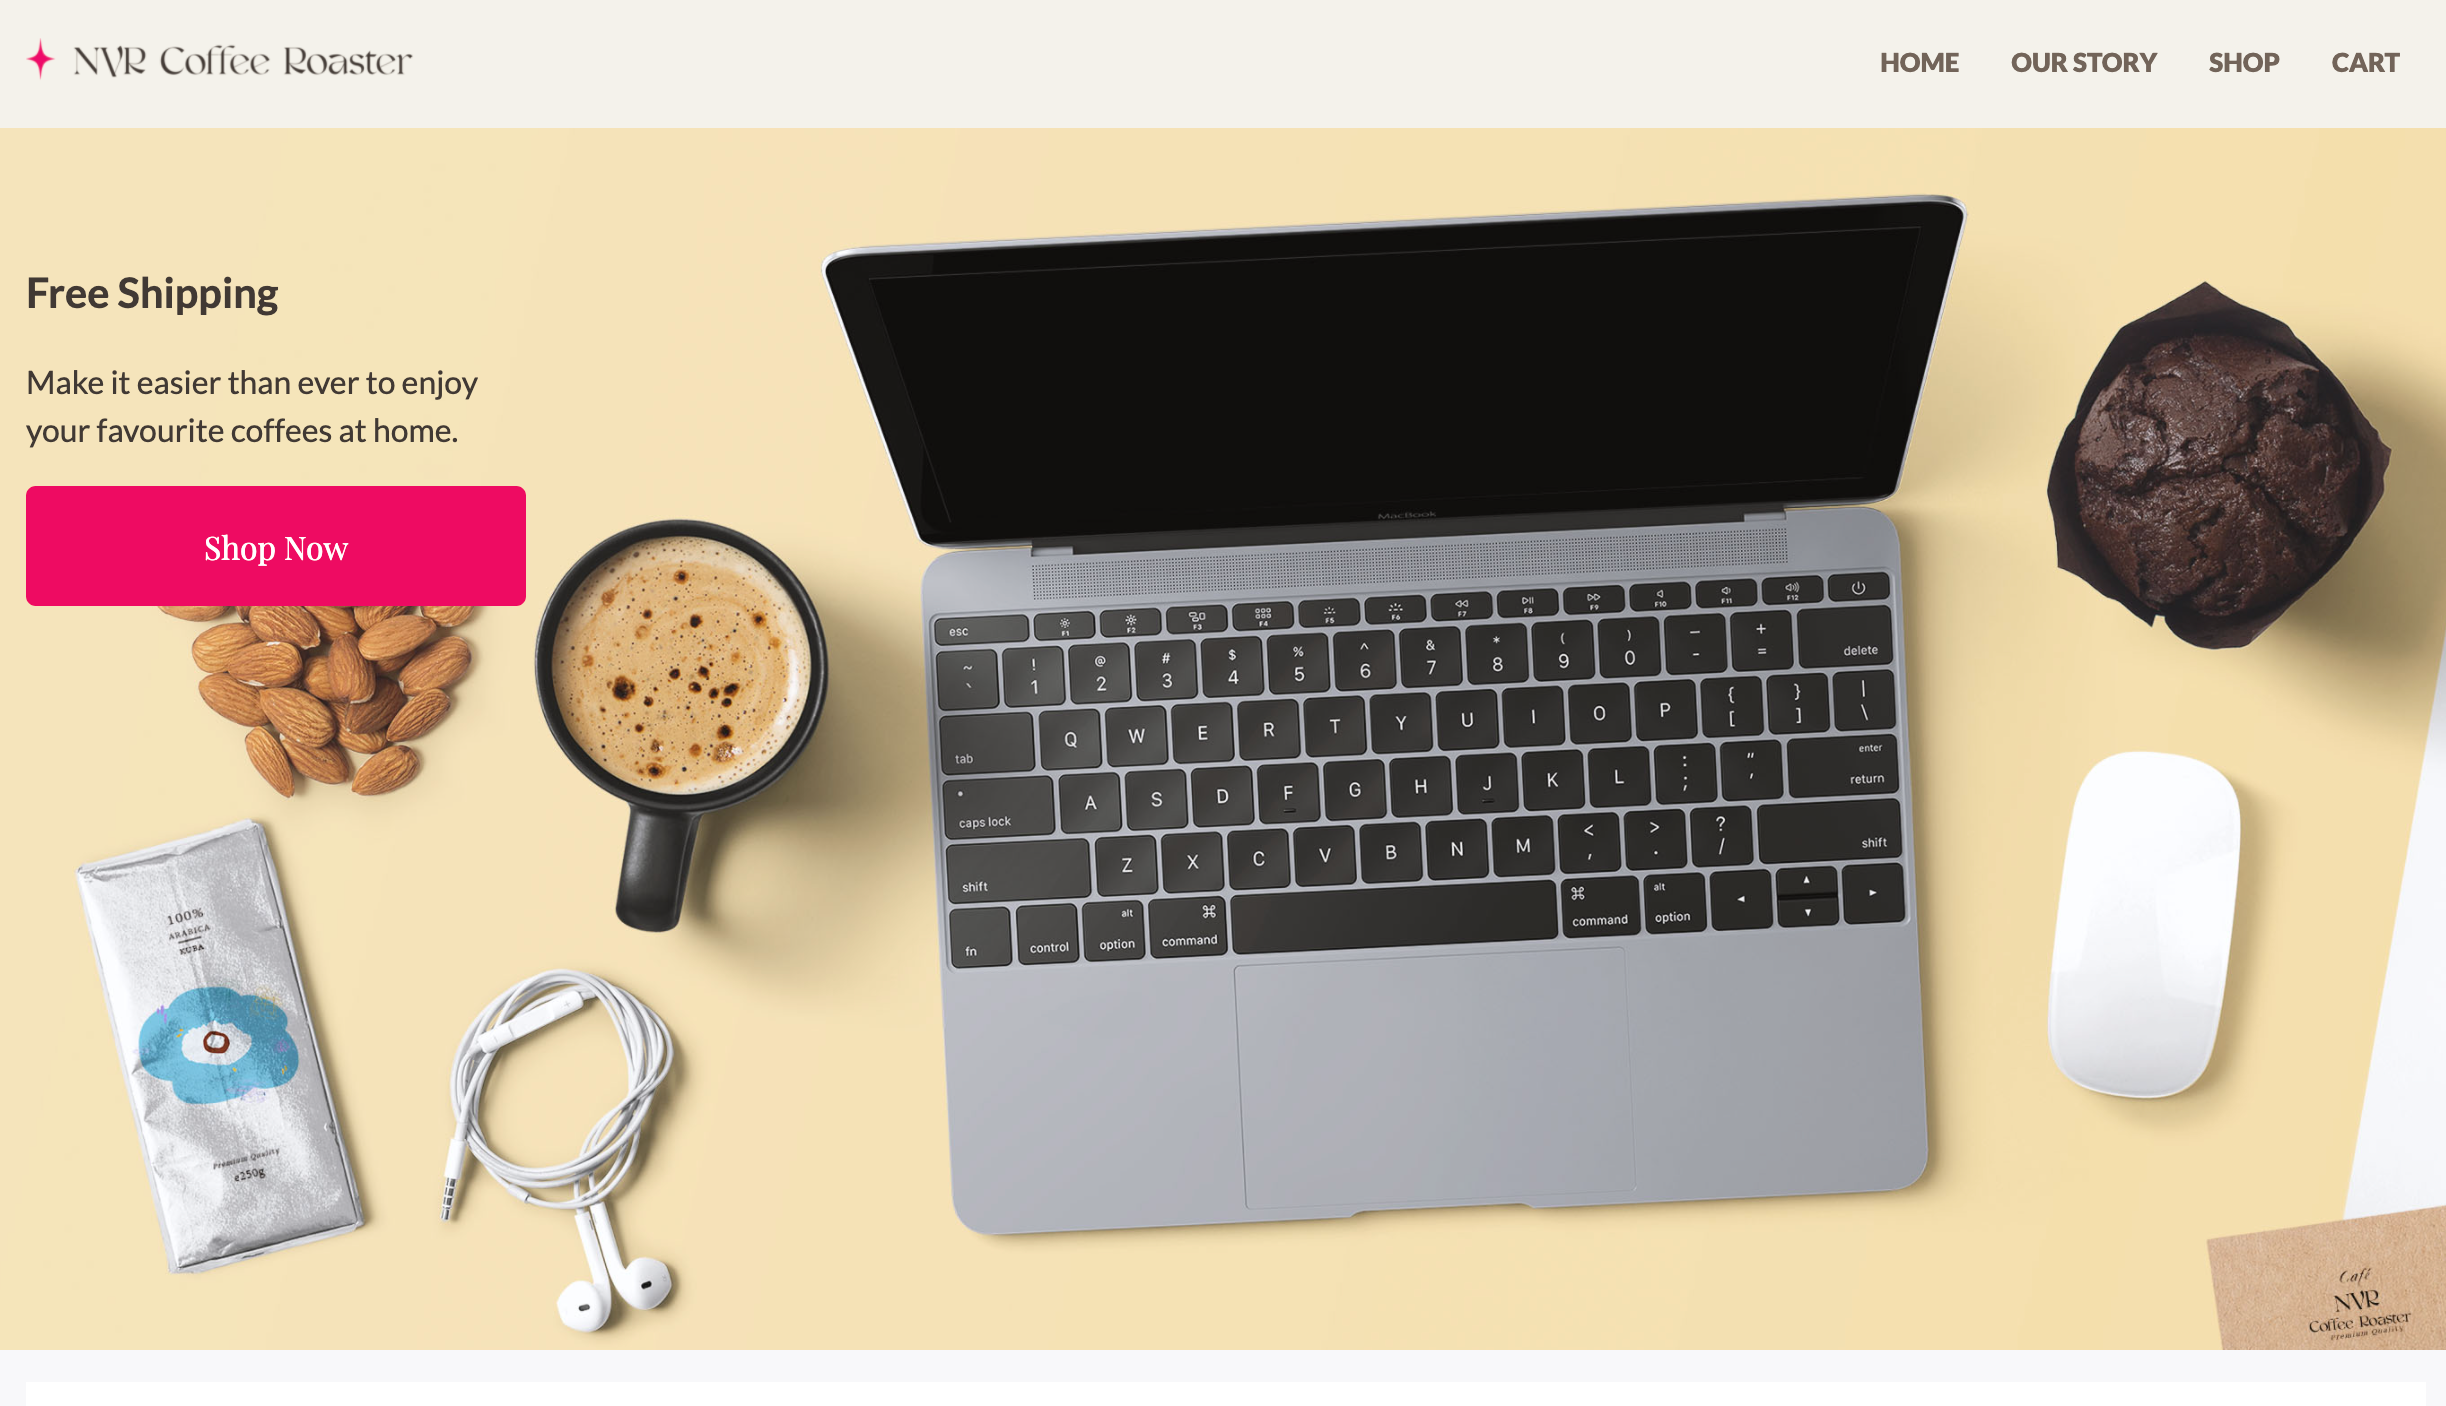 NVR Coffee Roaster
HOME OUR STORY SHOP CART
Free Shipping
Make it easier than ever to enjoy
your favourite coffees at home.
Shop Now
MacBook
esc F1 F2 F3 F4 F5 F6 F7 F8 F9 F10 F11 F12
~ ! @ # $ % ^ & * ( ) _ +
` 1 2 3 4 5 6 7 8 9 0 - = delete
tab Q W E R T Y U I O P { [ } ] | \
caps lock A S D F G H J K L : ; " ' enter return
shift Z X C V B N M < , > . ? / shift
fn control alt option ⌘ command ⌘ command alt option ◂ ▴ ▾ ▸
100%
ARABICA
KUBA
Premium Quality
e250g
Café
NVR
Coffee Roaster
Premium Quality